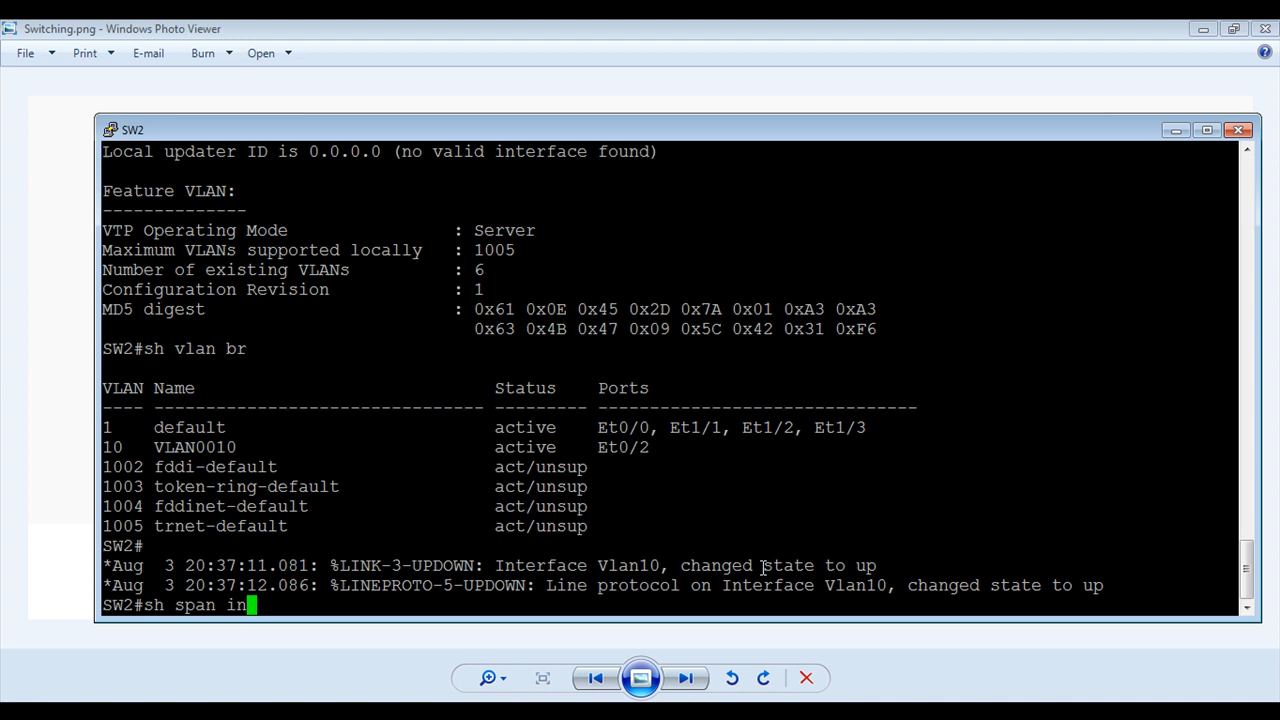 Switching.png - Windows Photo Viewer
File Print E-mail Burn Open
SW2
Local updater ID is 0.0.0.0 (no valid interface found)
Feature VLAN:
--------------
VTP Operating Mode : Server
Maximum VLANs supported locally : 1005
Number of existing VLANs : 6
Configuration Revision : 1
MD5 digest : 0x61 0x0E 0x45 0x2D 0x7A 0x01 0xA3 0xA3
0x63 0x4B 0x47 0x09 0x5C 0x42 0x31 0xF6
SW2#sh vlan br
VLAN Name Status Ports
---- -------------------------------- --------- -------------------------------
1 default active Et0/0, Et1/1, Et1/2, Et1/3
10 VLAN0010 active Et0/2
1002 fddi-default act/unsup
1003 token-ring-default act/unsup
1004 fddinet-default act/unsup
1005 trnet-default act/unsup
SW2#
*Aug  3 20:37:11.081: %LINK-3-UPDOWN: Interface Vlan10, changed state to up
*Aug  3 20:37:12.086: %LINEPROTO-5-UPDOWN: Line protocol on Interface Vlan10, changed state to up
SW2#sh span in